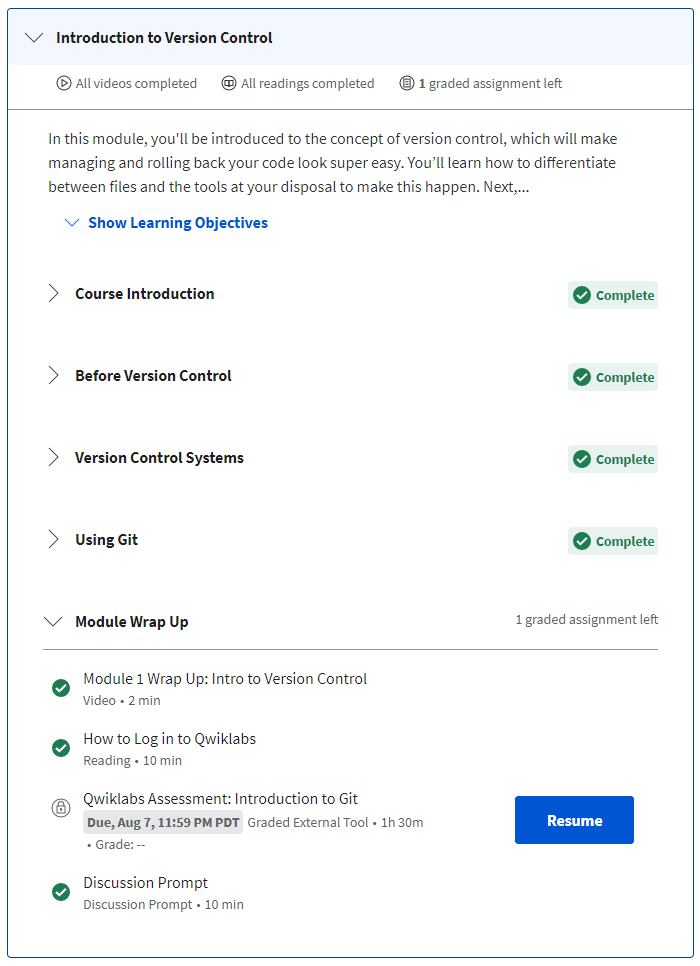 Introduction to Version Control
All videos completed All readings completed 1 graded assignment left
In this module, you'll be introduced to the concept of version control, which will make
managing and rolling back your code look super easy. You’ll learn how to differentiate
between files and the tools at your disposal to make this happen. Next,...
Show Learning Objectives
Course Introduction Complete
Before Version Control Complete
Version Control Systems Complete
Using Git Complete
Module Wrap Up 1 graded assignment left
Module 1 Wrap Up: Intro to Version Control
Video • 2 min
How to Log in to Qwiklabs
Reading • 10 min
Qwiklabs Assessment: Introduction to Git
Due, Aug 7, 11:59 PM PDT Graded External Tool • 1h 30m
• Grade: --
Resume
Discussion Prompt
Discussion Prompt • 10 min